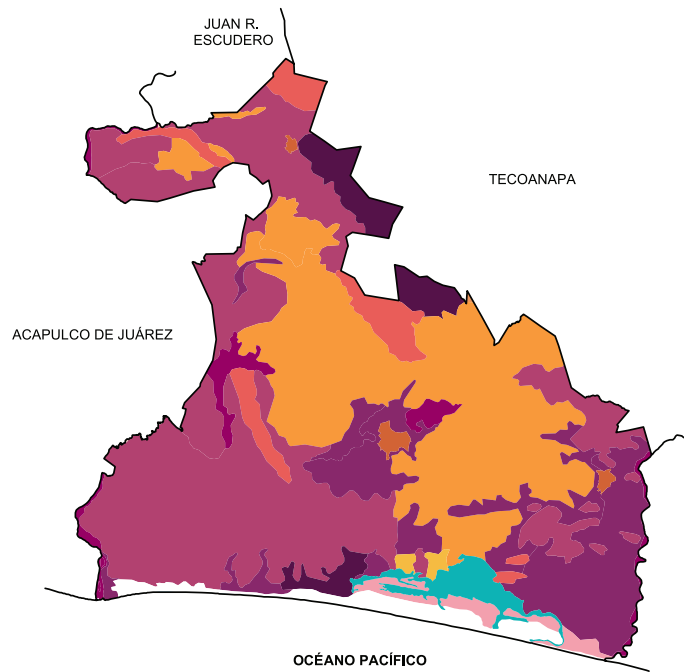 JUAN R.
ESCUDERO
TECOANAPA
ACAPULCO DE JUÁREZ
OCÉANO PACÍFICO